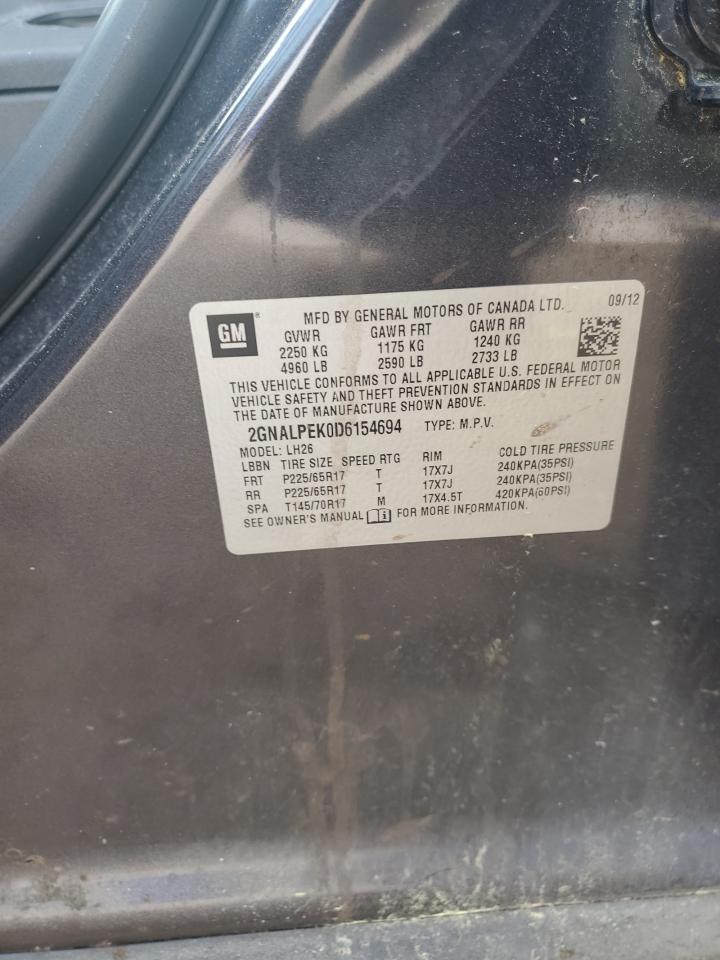 GM ®
MFD BY GENERAL MOTORS OF CANADA LTD. 09/12
GVWR GAWR FRT GAWR RR
2250 KG 1175 KG 1240 KG
4960 LB 2590 LB 2733 LB
THIS VEHICLE CONFORMS TO ALL APPLICABLE U.S. FEDERAL MOTOR
VEHICLE SAFETY AND THEFT PREVENTION STANDARDS IN EFFECT ON
THE DATE OF MANUFACTURE SHOWN ABOVE.
2GNALPEK0D6154694 TYPE: M.P.V.
MODEL: LH26
LBBN TIRE SIZE SPEED RTG RIM COLD TIRE PRESSURE
FRT P225/65R17 T 17X7J 240KPA(35PSI)
RR P225/65R17 T 17X7J 240KPA(35PSI)
SPA T145/70R17 M 17X4.5T 420KPA(60PSI)
SEE OWNER'S MANUAL FOR MORE INFORMATION.